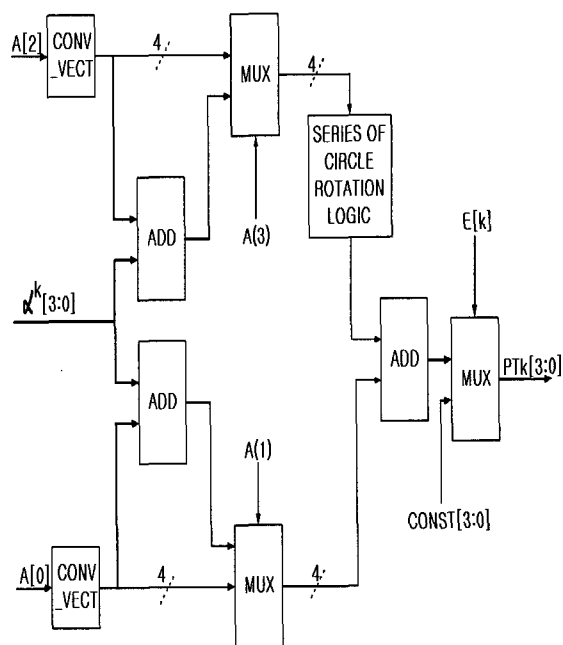 A[2]
CONV
_VECT
4
MUX
4
SERIES OF
CIRCLE
ROTATION
LOGIC
ADD
A(3)
E[k]
αᵏ[3:0]
ADD
MUX
PTk[3:0]
ADD
A(1)
CONST[3:0]
A[0]
CONV
_VECT
4
MUX
4